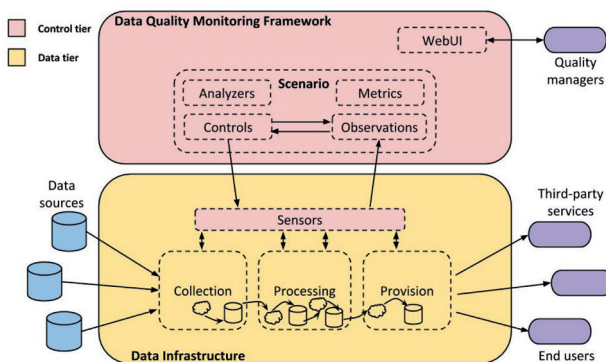 Data Quality Monitoring Framework
Control tier
Data tier
WebUI
Quality
managers
Scenario
Analyzers
Metrics
Controls
Observations
Data
sources
Sensors
Third-party
services
Collection
Processing
Provision
End users
Data Infrastructure